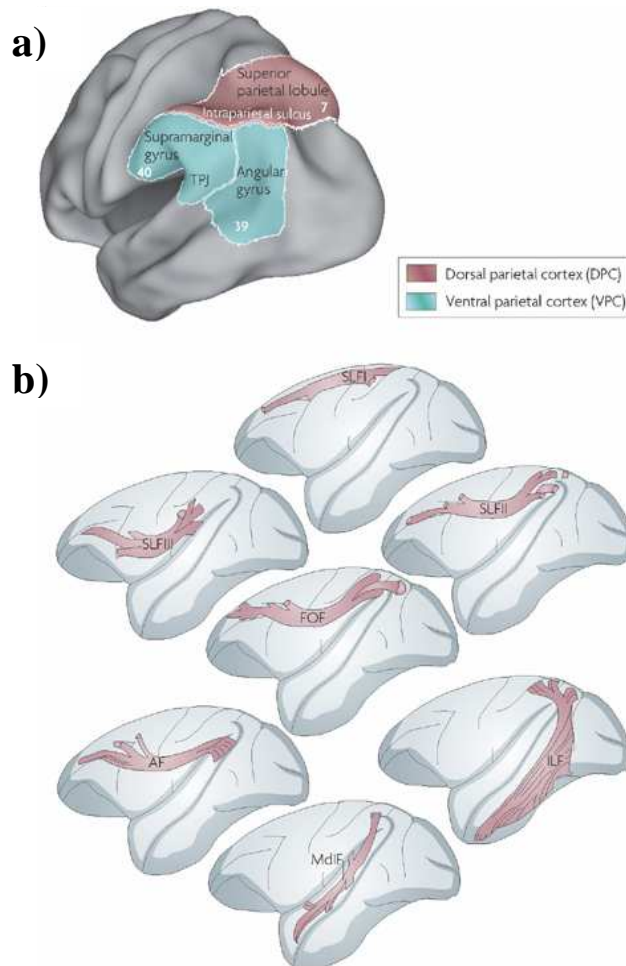 a)
Superior
parietal lobule
7
Intraparietal sulcus
Supramarginal
gyrus
40
TPJ
Angular
gyrus
39
Dorsal parietal cortex (DPC)
Ventral parietal cortex (VPC)
b)
SLFI
SLFIII
SLFII
FOF
AF
ILF
MdlF